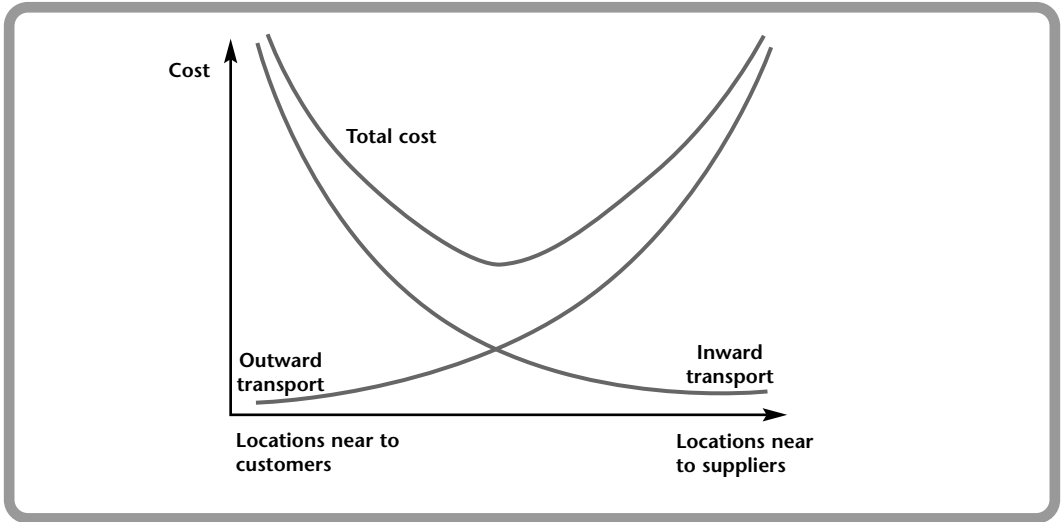 Cost
Total cost
Outward
transport
Inward
transport
Locations near to
customers
Locations near
to suppliers